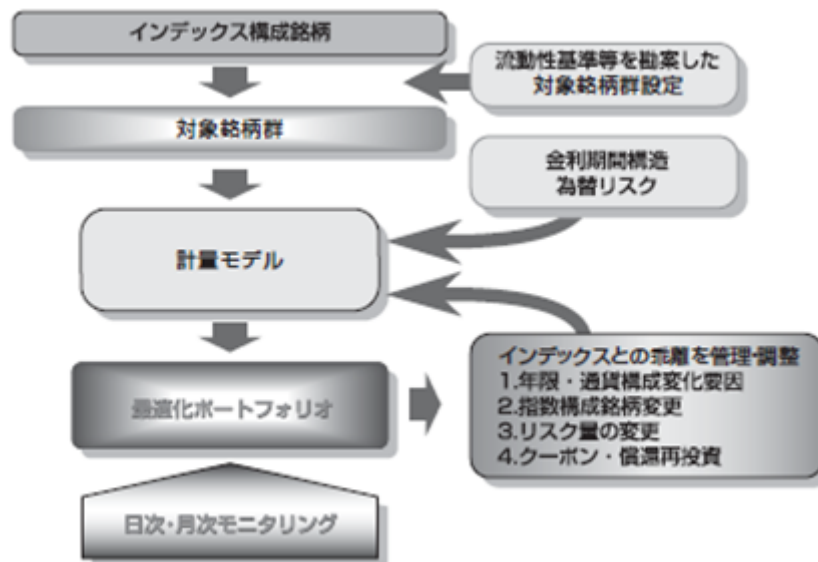 インデックス構成銘柄
流動性基準等を勘案した
対象銘柄群設定
対象銘柄群
金利期間構造
為替リスク
計量モデル
最適化ポートフォリオ
インデックスとの乖離を管理・調整
1.年限・通貨構成変化要因
2.指数構成銘柄変更
3.リスク量の変更
4.クーポン・償還再投資
日次・月次モニタリング